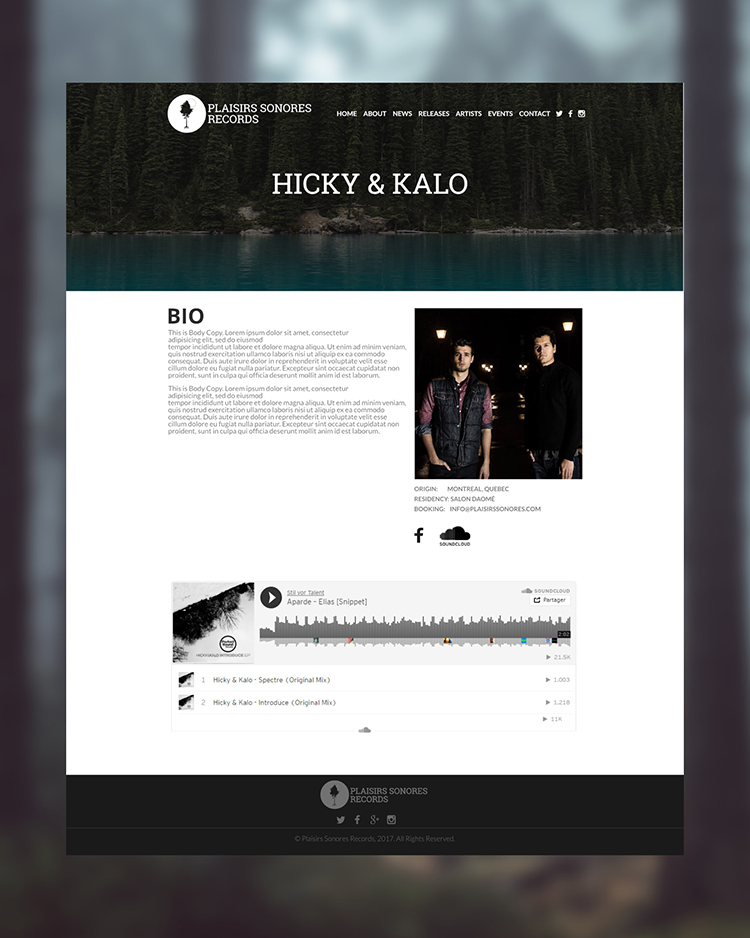 PLAISIRS SONORES
RECORDS
HOME ABOUT NEWS RELEASES ARTISTS EVENTS CONTACT
HICKY & KALO
BIO
This is Body Copy. Lorem ipsum dolor sit amet, consectetur
adipisicing elit, sed do eiusmod
tempor incididunt ut labore et dolore magna aliqua. Ut enim ad minim veniam,
quis nostrud exercitation ullamco laboris nisi ut aliquip ex ea commodo
consequat. Duis aute irure dolor in reprehenderit in voluptate velit esse
cillum dolore eu fugiat nulla pariatur. Excepteur sint occaecat cupidatat non
proident, sunt in culpa qui officia deserunt mollit anim id est laborum.
This is Body Copy. Lorem ipsum dolor sit amet, consectetur
adipisicing elit, sed do eiusmod
tempor incididunt ut labore et dolore magna aliqua. Ut enim ad minim veniam,
quis nostrud exercitation ullamco laboris nisi ut aliquip ex ea commodo
consequat. Duis aute irure dolor in reprehenderit in voluptate velit esse
cillum dolore eu fugiat nulla pariatur. Excepteur sint occaecat cupidatat non
proident, sunt in culpa qui officia deserunt mollit anim id est laborum.
ORIGIN: MONTREAL, QUEBEC
RESIDENCY: SALON DAOMÉ
BOOKING: INFO@PLAISIRSSONORES.COM
SOUNDCLOUD
Stil vor Talent
Aparde - Elias [Snippet]
SOUNDCLOUD
Partager
2:02
HICKY&KALO INTRODUCE EP
21.5K
1 Hicky & Kalo - Spectre (Original Mix) 1,003
2 Hicky & Kalo - Introduce (Original Mix) 1,218
11K
PLAISIRS SONORES
RECORDS
© Plaisirs Sonores Records, 2017. All Rights Reserved.